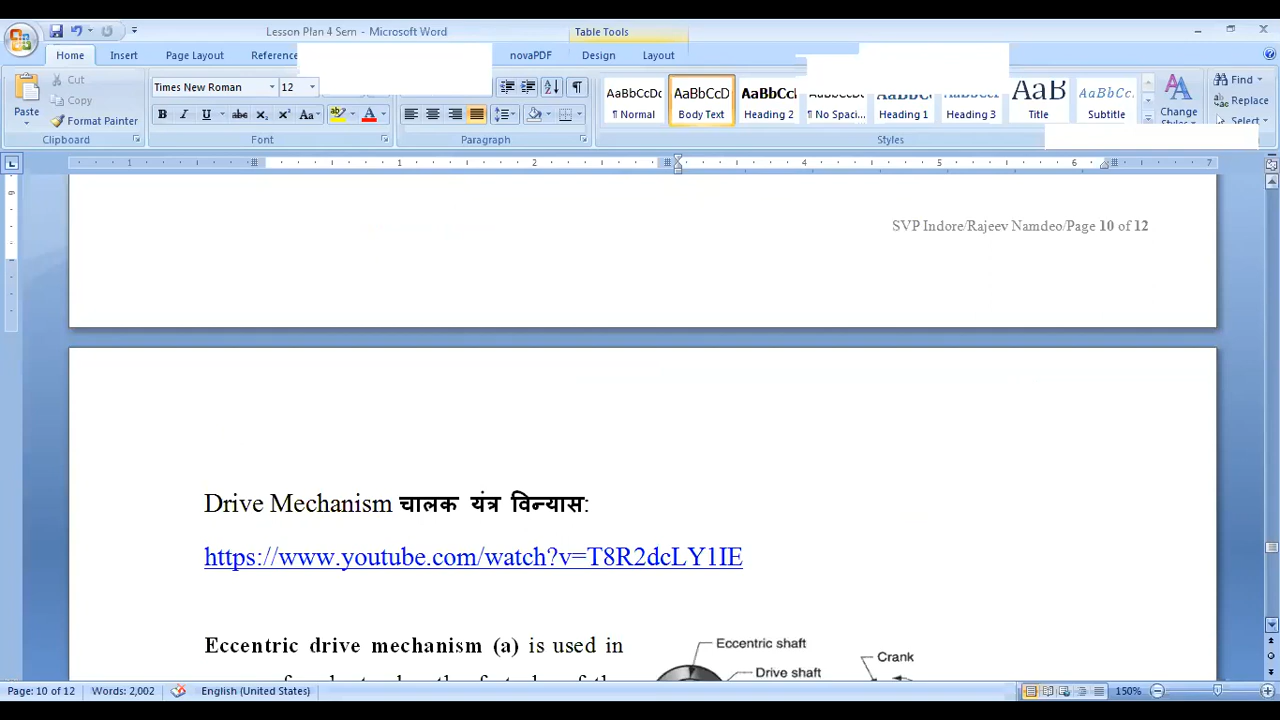 Lesson Plan 4 Sem - Microsoft Word
Table Tools
Home
Insert
Page Layout
Reference
novaPDF
Design
Layout
Paste
Cut
Copy
Format Painter
Clipboard
Times New Roman
12
Font
Paragraph
AaBbCcDc
¶ Normal
AaBbCcD
Body Text
AaBbCcl
Heading 2
¶ No Spaci...
Heading 1
Heading 3
AaB
Title
AaBbCc.
Subtitle
Change
Styles
Find
Replace
Select
SVP Indore/Rajeev Namdeo/Page 10 of 12
Drive Mechanism चालक यंत्र विन्यास:
https://www.youtube.com/watch?v=T8R2dcLY1IE
Eccentric drive mechanism (a) is used in
Eccentric shaft
Drive shaft
Crank
Page: 10 of 12
Words: 2,002
English (United States)
150%